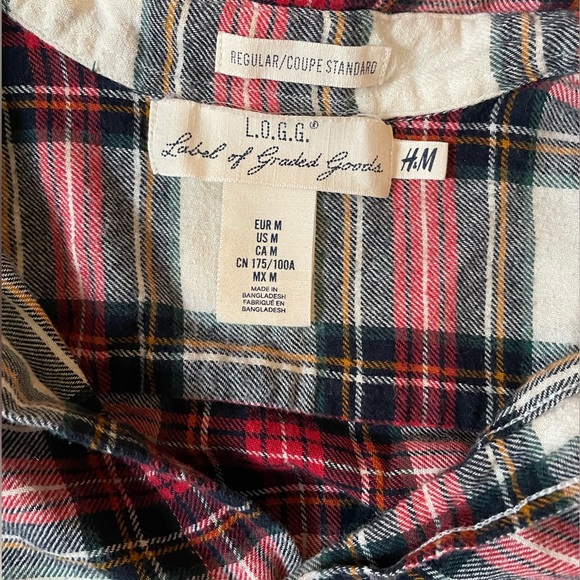 REGULAR/COUPE STANDARD
L.O.G.G.®
Label of Graded Goods
H&M
EUR M
US M
CA M
CN 175/100A
MX M
MADE IN
BANGLADESH
FABRIQUÉ EN
BANGLADESH